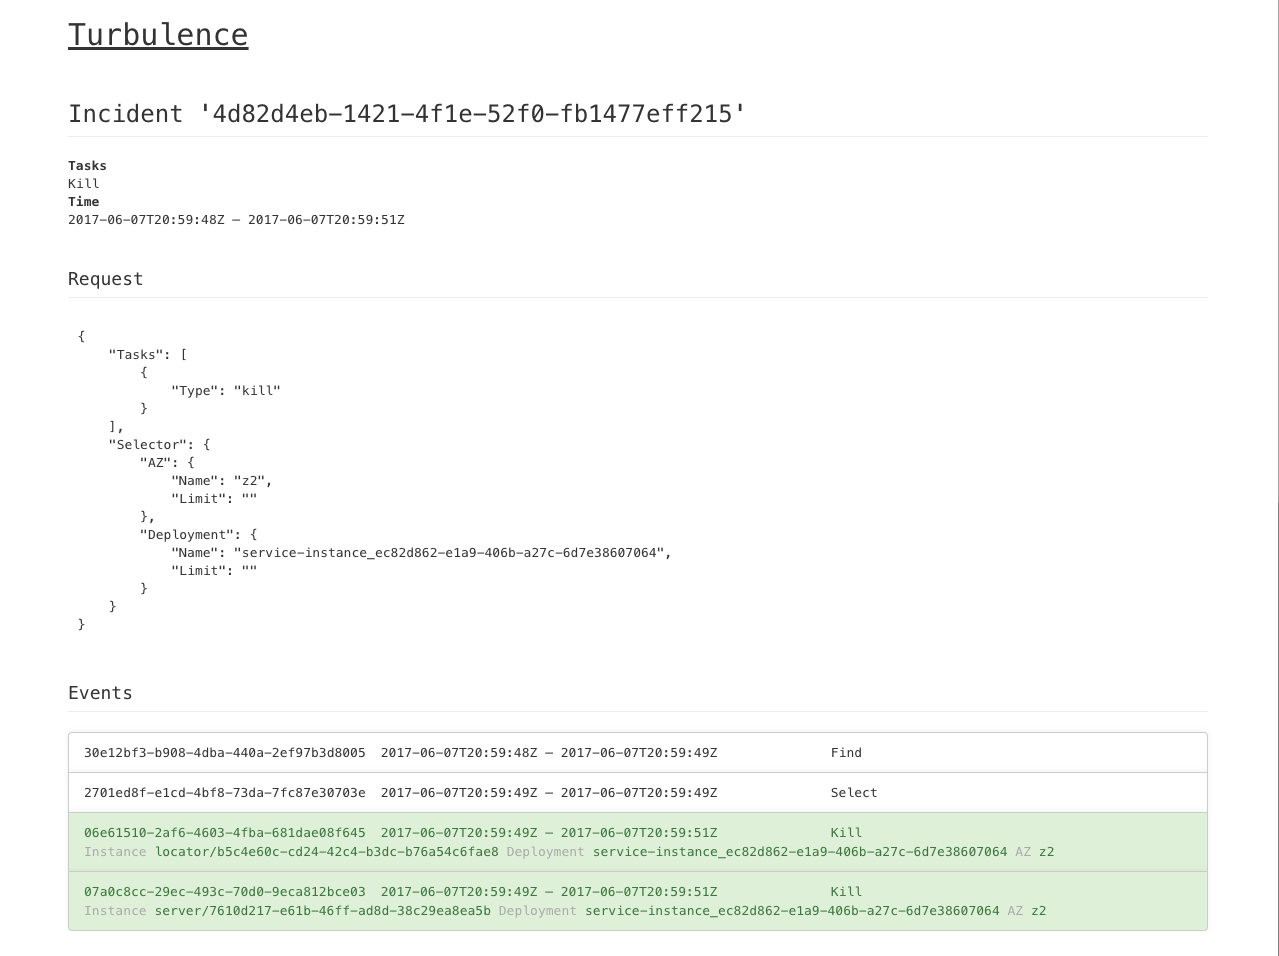 Turbulence
Incident '4d82d4eb-1421-4f1e-52f0-fb1477eff215'
Tasks
Kill
Time
2017-06-07T20:59:48Z – 2017-06-07T20:59:51Z
Request
{
    "Tasks": [
        {
            "Type": "kill"
        }
    ],
    "Selector": {
        "AZ": {
            "Name": "z2",
            "Limit": ""
        },
        "Deployment": {
            "Name": "service-instance_ec82d862-e1a9-406b-a27c-6d7e38607064",
            "Limit": ""
        }
    }
}
Events
30e12bf3-b908-4dba-440a-2ef97b3d8005 2017-06-07T20:59:48Z – 2017-06-07T20:59:49Z Find
2701ed8f-e1cd-4bf8-73da-7fc87e30703e 2017-06-07T20:59:49Z – 2017-06-07T20:59:49Z Select
06e61510-2af6-4603-4fba-681dae08f645 2017-06-07T20:59:49Z – 2017-06-07T20:59:51Z Kill
Instance locator/b5c4e60c-cd24-42c4-b3dc-b76a54c6fae8 Deployment service-instance_ec82d862-e1a9-406b-a27c-6d7e38607064 AZ z2
07a0c8cc-29ec-493c-70d0-9eca812bce03 2017-06-07T20:59:49Z – 2017-06-07T20:59:51Z Kill
Instance server/7610d217-e61b-46ff-ad8d-38c29ea8ea5b Deployment service-instance_ec82d862-e1a9-406b-a27c-6d7e38607064 AZ z2